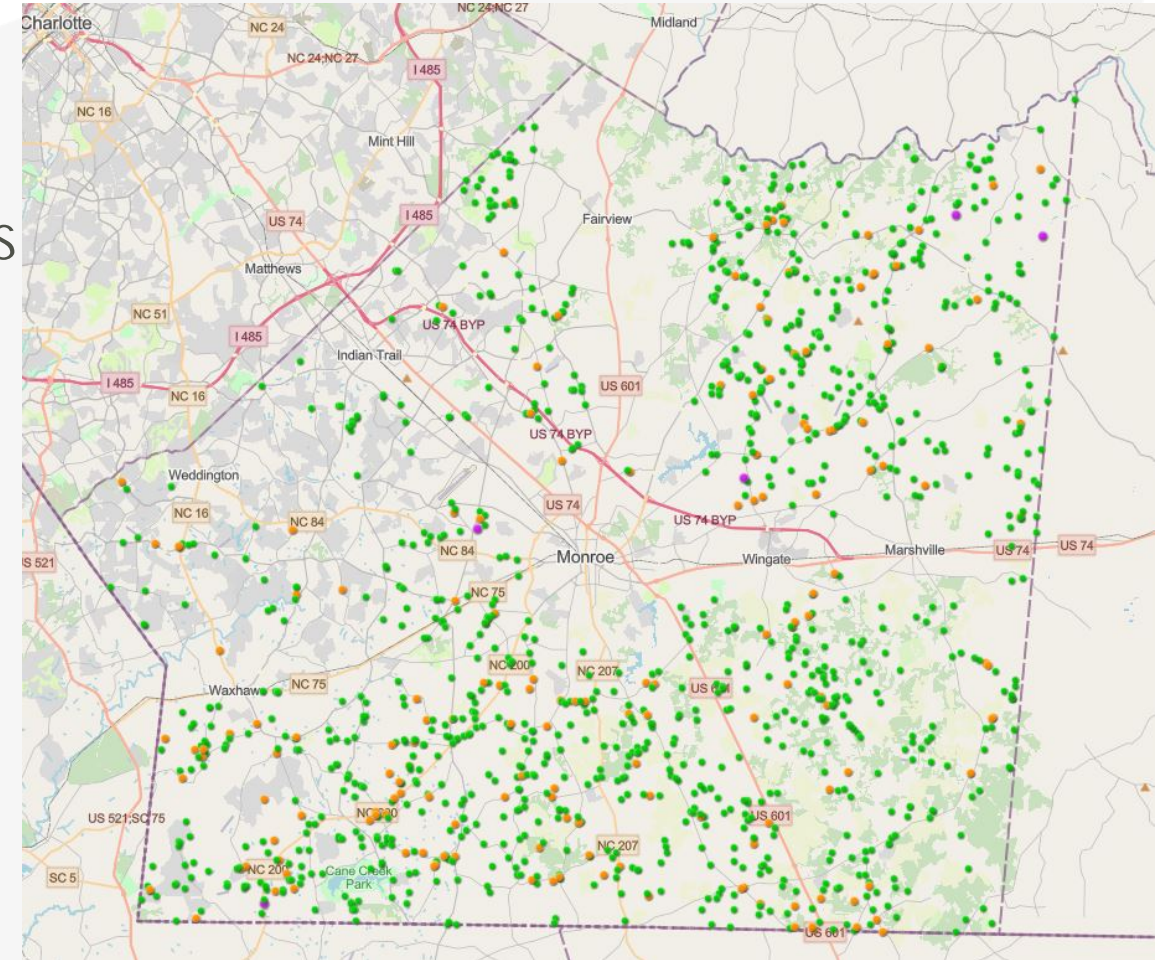 Charlotte
NC 24;NC 27
Midland
NC 24
NC 24;NC 27
I 485
NC 16
Mint Hill
I 485
US 74
Fairview
S
Matthews
NC 51
US 74 BYP
I 485
Indian Trail
I 485
US 601
NC 16
US 74 BYP
Weddington
US 74
NC 16
NC 84
US 74 BYP
US 74
US 74
NC 84
Monroe
Marshville
US 521
Wingate
NC 75
NC 200
NC 207
NC 75
Waxhaw
US 601
US 521;SC 75
NC 200
US 601
NC 207
NC 200
Cane Creek
Park
SC 5
US 601